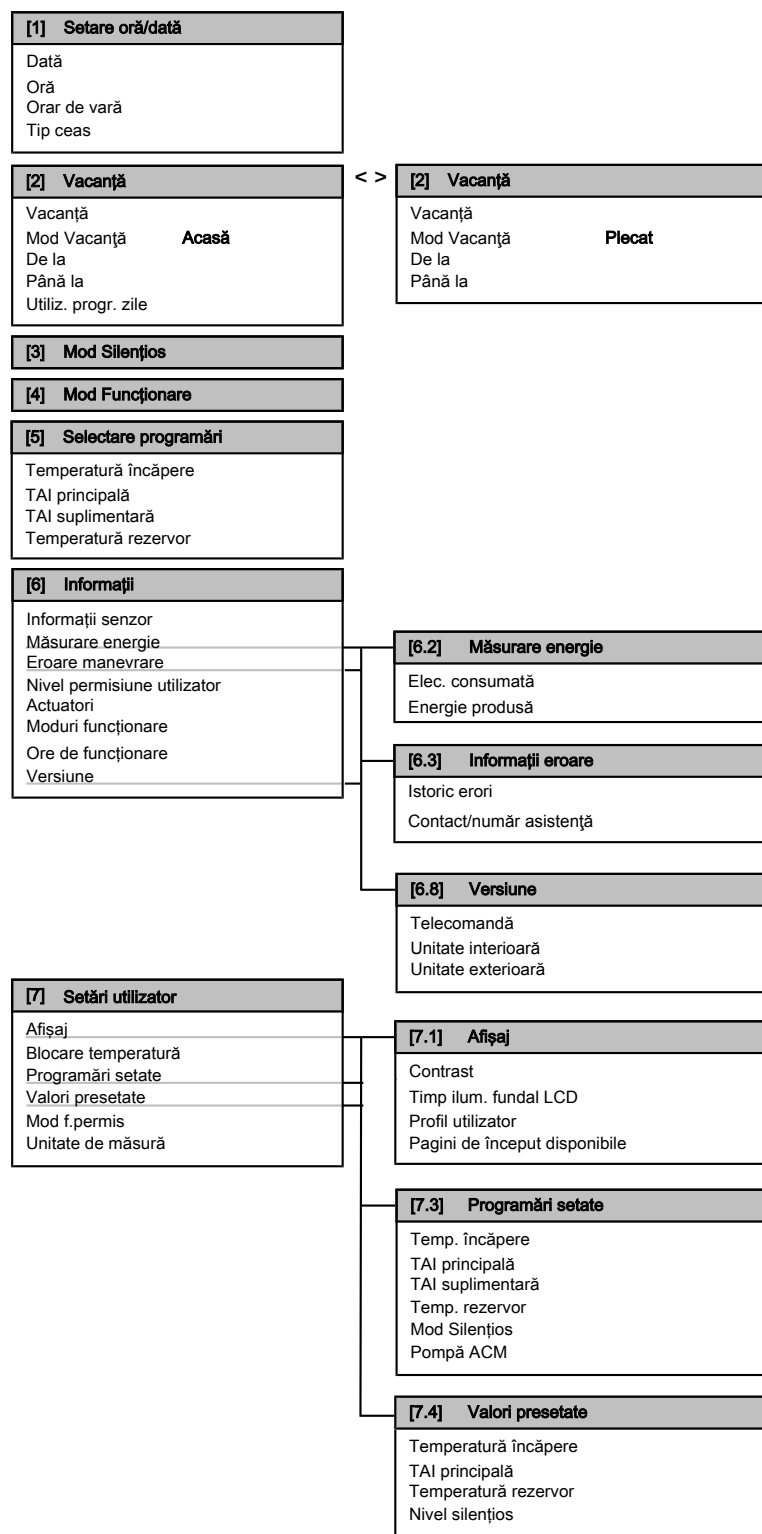 [1] Setare oră/dată
Dată
Oră
Orar de vară
Tip ceas
[2] Vacanță
Vacanță
Mod Vacanţă Acasă
De la
Până la
Utiliz. progr. zile
< >
[2] Vacanță
Vacanță
Mod Vacanţă Plecat
De la
Până la
[3] Mod Silențios
[4] Mod Funcționare
[5] Selectare programări
Temperatură încăpere
TAI principală
TAI suplimentară
Temperatură rezervor
[6] Informații
Informații senzor
Măsurare energie
Eroare manevrare
Nivel permisiune utilizator
Actuatori
Moduri funcționare
Ore de funcționare
Versiune
[6.2] Măsurare energie
Elec. consumată
Energie produsă
[6.3] Informații eroare
Istoric erori
Contact/număr asistenţă
[6.8] Versiune
Telecomandă
Unitate interioară
Unitate exterioară
[7] Setări utilizator
Afișaj
Blocare temperatură
Programări setate
Valori presetate
Mod f.permis
Unitate de măsură
[7.1] Afișaj
Contrast
Timp ilum. fundal LCD
Profil utilizator
Pagini de început disponibile
[7.3] Programări setate
Temp. încăpere
TAI principală
TAI suplimentară
Temp. rezervor
Mod Silențios
Pompă ACM
[7.4] Valori presetate
Temperatură încăpere
TAI principală
Temperatură rezervor
Nivel silențios